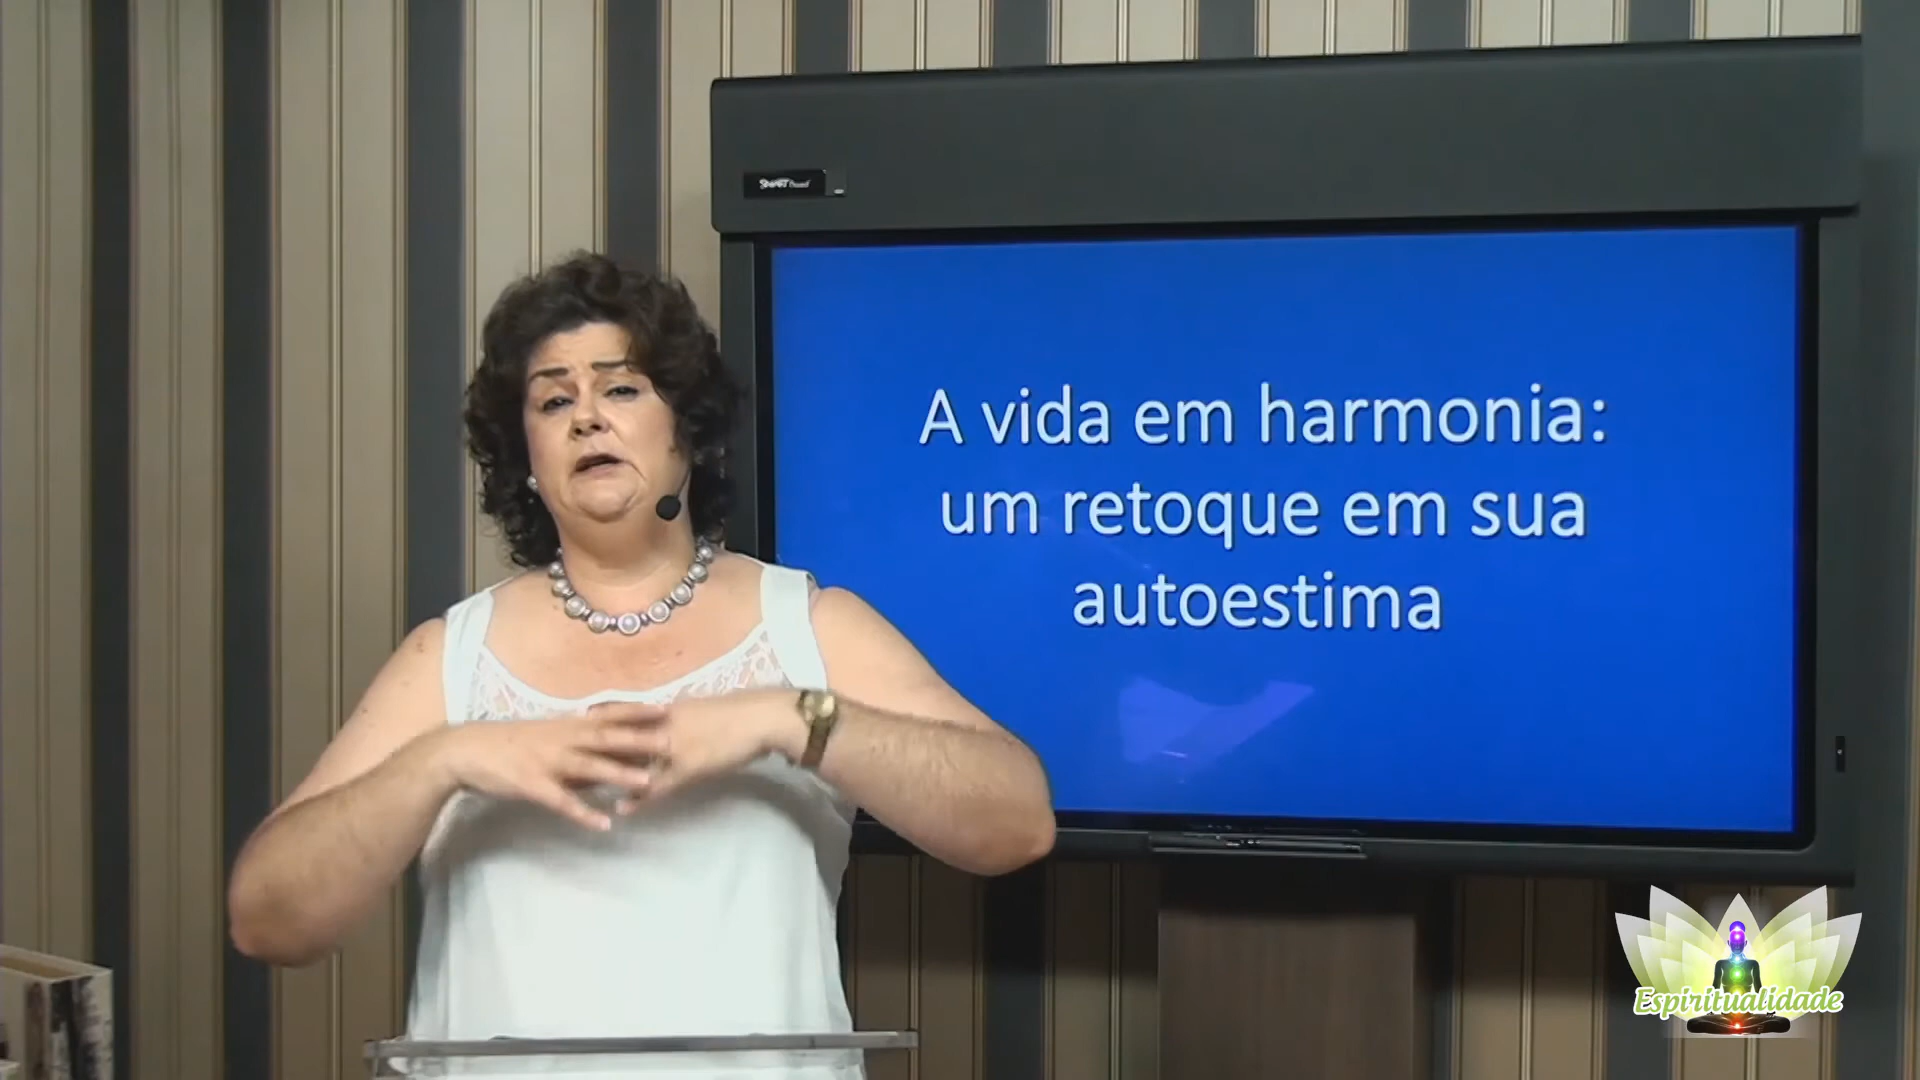 A vida em harmonia:
um retoque em sua
autoestima
Espiritualidade